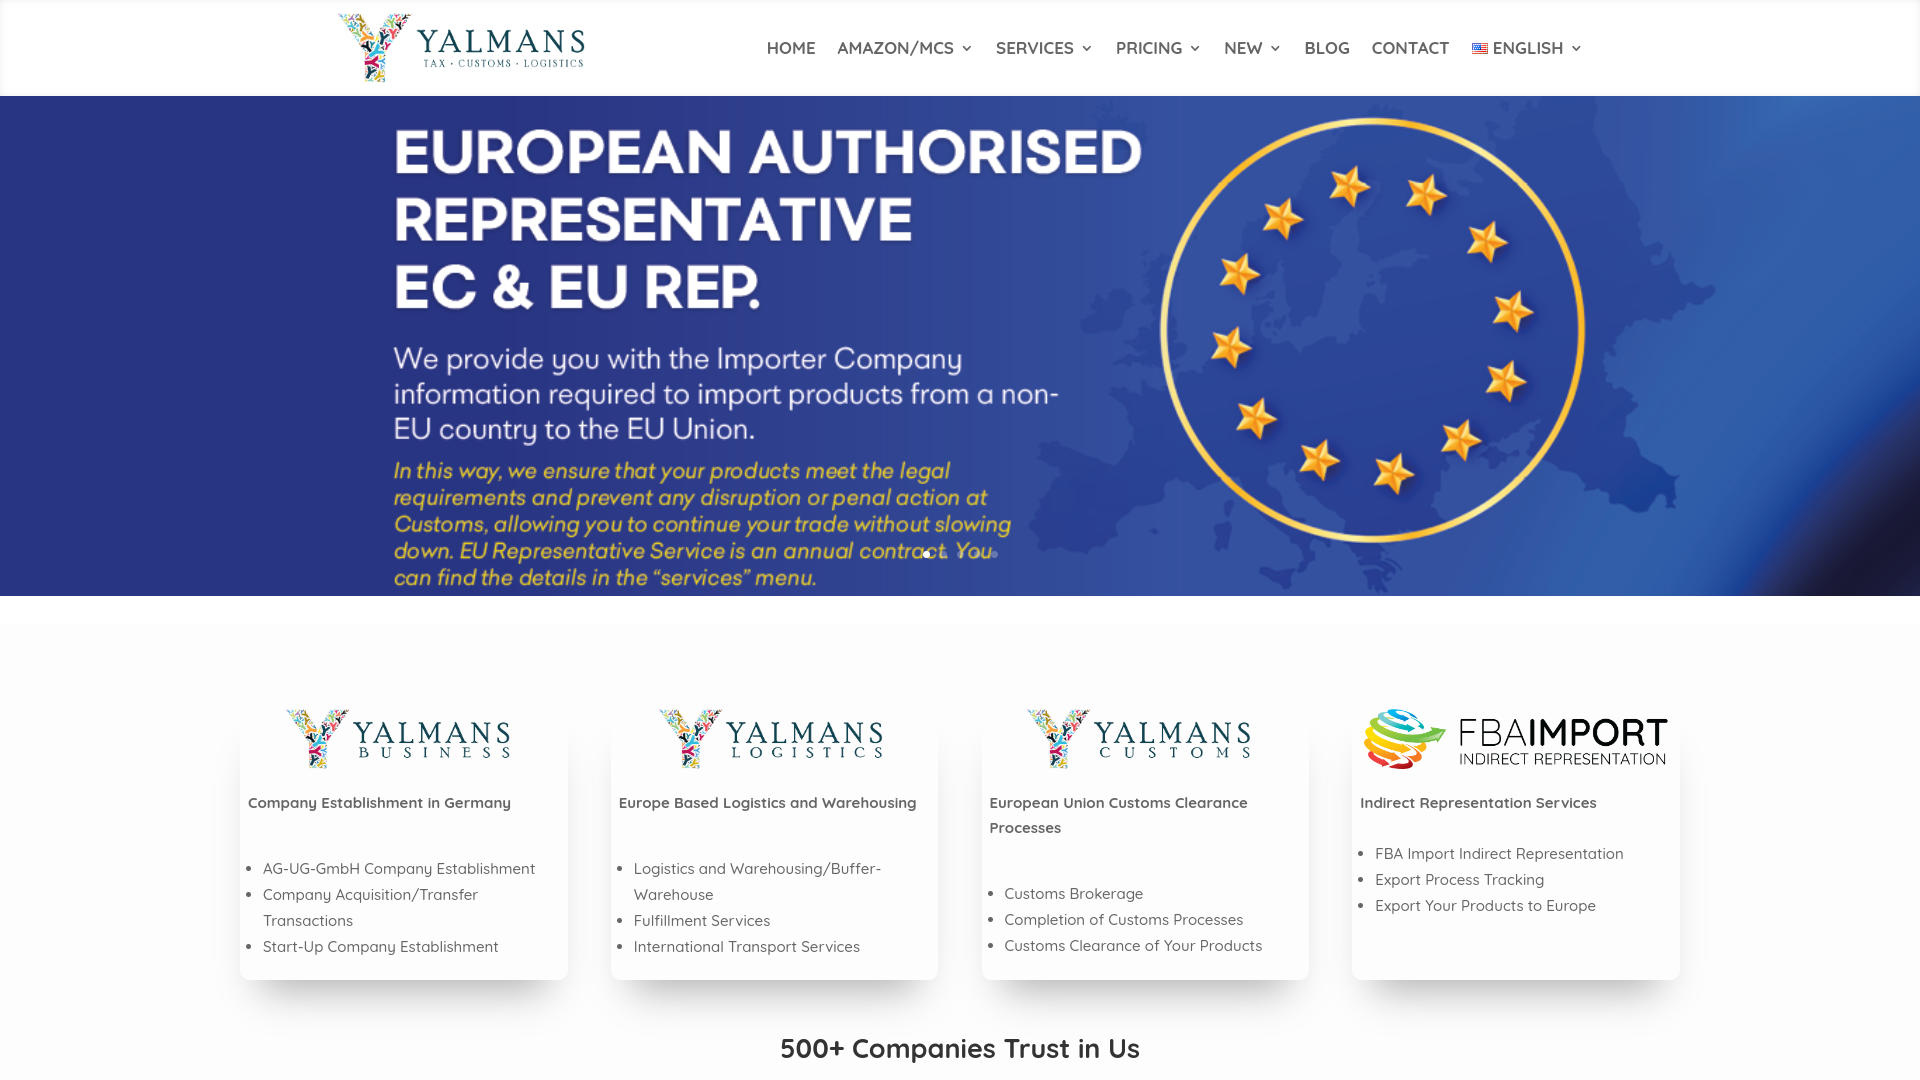 YALMANS
TAX • CUSTOMS • LOGISTICS
HOME
AMAZON/MCS
SERVICES
PRICING
NEW
BLOG
CONTACT
ENGLISH
EUROPEAN AUTHORISED
REPRESENTATIVE
EC & EU REP.
We provide you with the Importer Company
information required to import products from a non-
EU country to the EU Union.
In this way, we ensure that your products meet the legal
requirements and prevent any disruption or penal action at
Customs, allowing you to continue your trade without slowing
down. EU Representative Service is an annual contract. You
can find the details in the “services” menu.
YALMANS
BUSINESS
Company Establishment in Germany
• AG-UG-GmbH Company Establishment
• Company Acquisition/Transfer
Transactions
• Start-Up Company Establishment
YALMANS
LOGISTICS
Europe Based Logistics and Warehousing
• Logistics and Warehousing/Buffer-
Warehouse
• Fulfillment Services
• International Transport Services
YALMANS
CUSTOMS
European Union Customs Clearance
Processes
• Customs Brokerage
• Completion of Customs Processes
• Customs Clearance of Your Products
FBAIMPORT
INDIRECT REPRESENTATION
Indirect Representation Services
• FBA Import Indirect Representation
• Export Process Tracking
• Export Your Products to Europe
500+ Companies Trust in Us